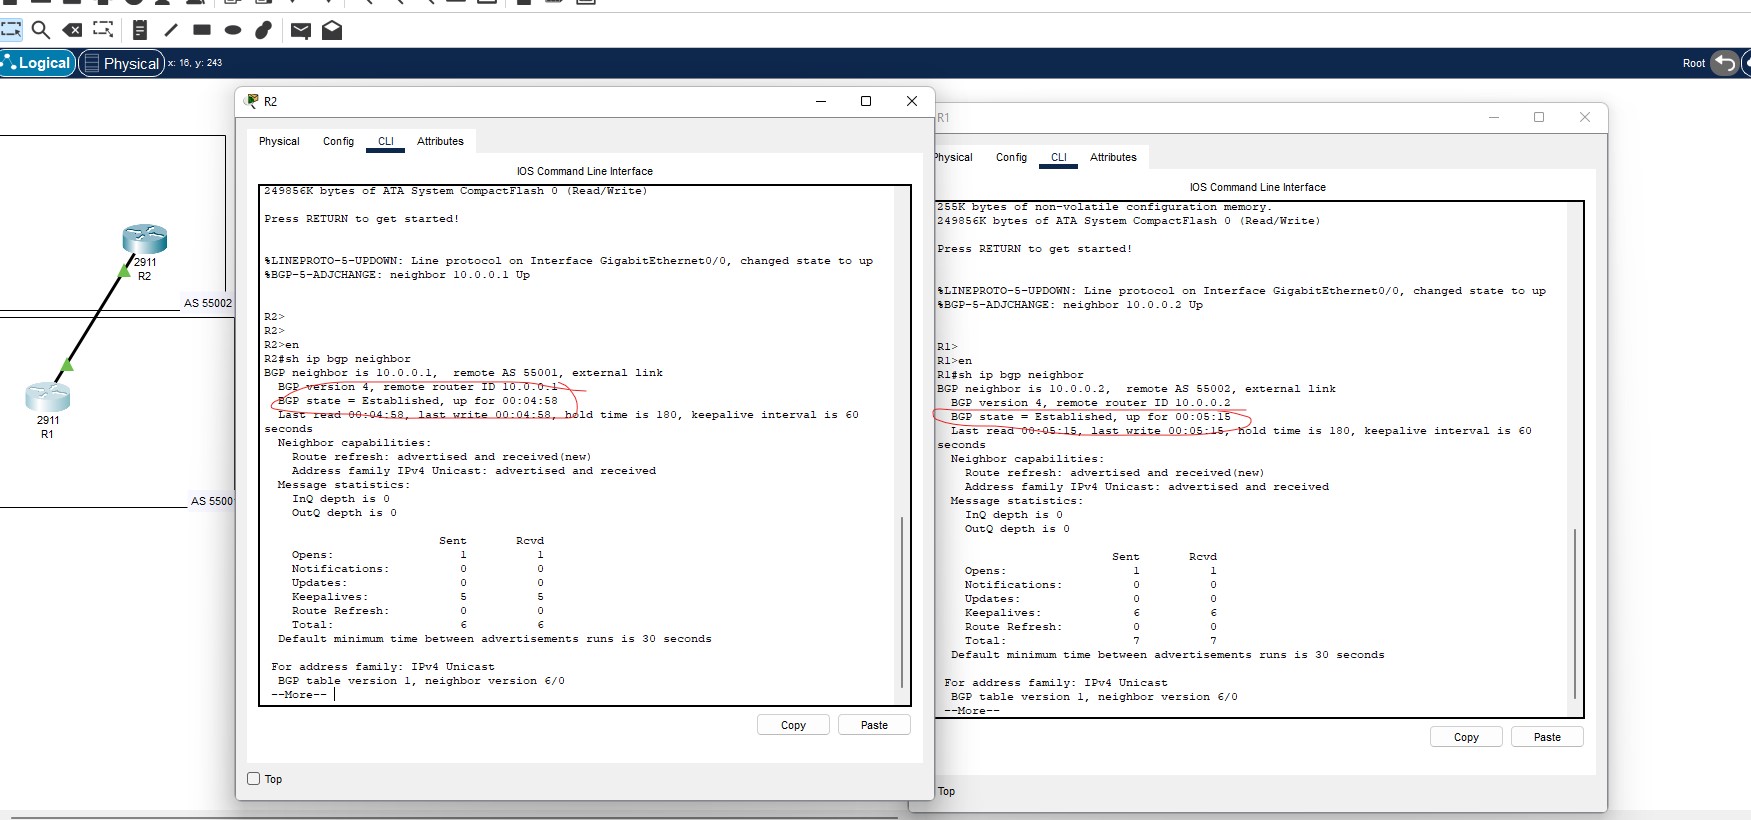 Logical
Physical
x: 16, y: 243
Root
2911
R2
AS 55002
2911
R1
AS 5500
R2
Physical Config CLI Attributes
IOS Command Line Interface
249856K bytes of ATA System CompactFlash 0 (Read/Write)
Press RETURN to get started!
%LINEPROTO-5-UPDOWN: Line protocol on Interface GigabitEthernet0/0, changed state to up
%BGP-5-ADJCHANGE: neighbor 10.0.0.1 Up
R2>
R2>
R2>en
R2#sh ip bgp neighbor
BGP neighbor is 10.0.0.1,  remote AS 55001, external link
BGP version 4, remote router ID 10.0.0.1
BGP state = Established, up for 00:04:58
Last read 00:04:58, last write 00:04:58, hold time is 180, keepalive interval is 60
seconds
Neighbor capabilities:
Route refresh: advertised and received(new)
Address family IPv4 Unicast: advertised and received
Message statistics:
InQ depth is 0
OutQ depth is 0
Sent Rcvd
Opens: 1 1
Notifications: 0 0
Updates: 0 0
Keepalives: 5 5
Route Refresh: 0 0
Total: 6 6
Default minimum time between advertisements runs is 30 seconds
For address family: IPv4 Unicast
BGP table version 1, neighbor version 6/0
--More--
Copy Paste
Top
R1
Physical Config CLI Attributes
IOS Command Line Interface
255K bytes of non-volatile configuration memory.
249856K bytes of ATA System CompactFlash 0 (Read/Write)
Press RETURN to get started!
%LINEPROTO-5-UPDOWN: Line protocol on Interface GigabitEthernet0/0, changed state to up
%BGP-5-ADJCHANGE: neighbor 10.0.0.2 Up
R1>
R1>en
R1#sh ip bgp neighbor
BGP neighbor is 10.0.0.2,  remote AS 55002, external link
BGP version 4, remote router ID 10.0.0.2
BGP state = Established, up for 00:05:15
Last read 00:05:15, last write 00:05:15, hold time is 180, keepalive interval is 60
seconds
Neighbor capabilities:
Route refresh: advertised and received(new)
Address family IPv4 Unicast: advertised and received
Message statistics:
InQ depth is 0
OutQ depth is 0
Sent Rcvd
Opens: 1 1
Notifications: 0 0
Updates: 0 0
Keepalives: 6 6
Route Refresh: 0 0
Total: 7 7
Default minimum time between advertisements runs is 30 seconds
For address family: IPv4 Unicast
BGP table version 1, neighbor version 6/0
--More--
Copy Paste
Top